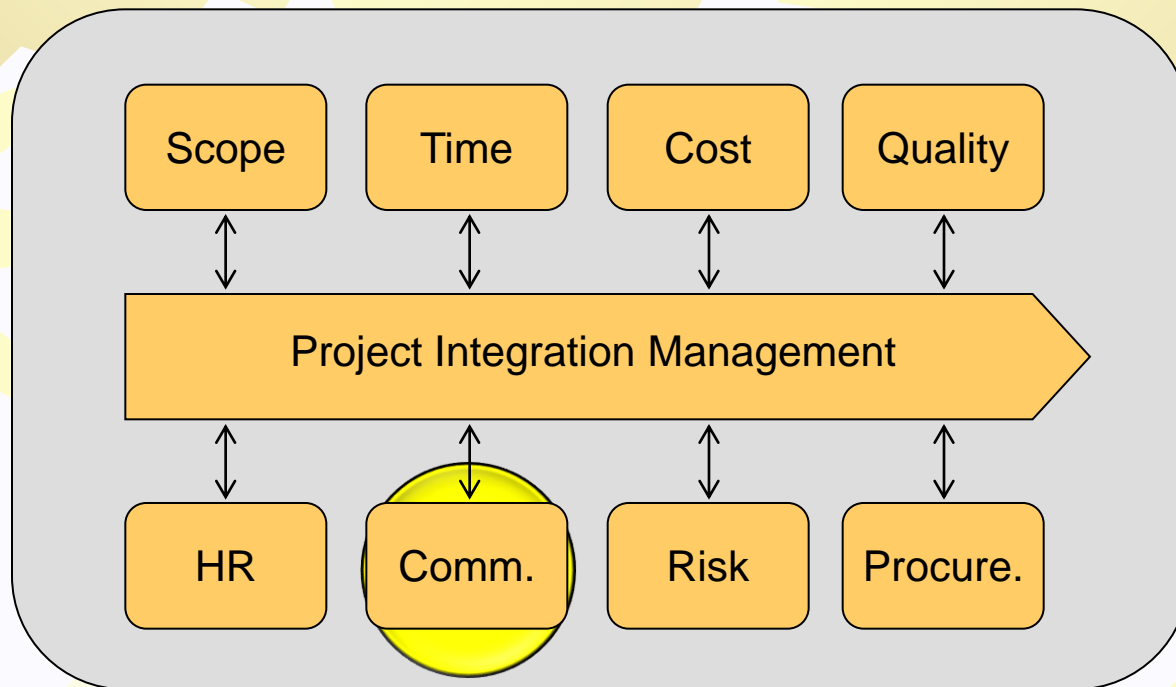 Scope
Time
Cost
Quality
Project Integration Management
HR
Comm.
Risk
Procure.